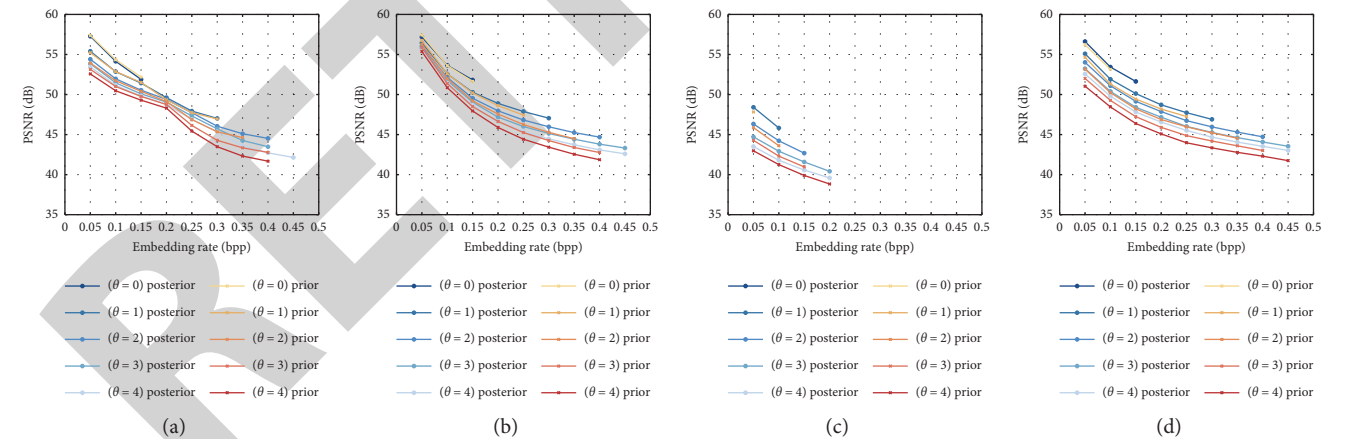 60 60 60 60
55 55 55 55
50 50 50 50
45 45 45 45
40 40 40 40
35 35 35 35
PSNR (dB) PSNR (dB) PSNR (dB) PSNR (dB)
0 0.05 0.1 0.15 0.2 0.25 0.3 0.35 0.4 0.45 0.5 0 0.05 0.1 0.15 0.2 0.25 0.3 0.35 0.4 0.45 0.5 0 0.05 0.1 0.15 0.2 0.25 0.3 0.35 0.4 0.45 0.5 0 0.05 0.1 0.15 0.2 0.25 0.3 0.35 0.4 0.45 0.5
Embedding rate (bpp) Embedding rate (bpp) Embedding rate (bpp) Embedding rate (bpp)
(θ = 0) posterior (θ = 0) prior (θ = 0) posterior (θ = 0) prior (θ = 0) posterior (θ = 0) prior (θ = 0) posterior (θ = 0) prior
(θ = 1) posterior (θ = 1) prior (θ = 1) posterior (θ = 1) prior (θ = 1) posterior (θ = 1) prior (θ = 1) posterior (θ = 1) prior
(θ = 2) posterior (θ = 2) prior (θ = 2) posterior (θ = 2) prior (θ = 2) posterior (θ = 2) prior (θ = 2) posterior (θ = 2) prior
(θ = 3) posterior (θ = 3) prior (θ = 3) posterior (θ = 3) prior (θ = 3) posterior (θ = 3) prior (θ = 3) posterior (θ = 3) prior
(θ = 4) posterior (θ = 4) prior (θ = 4) posterior (θ = 4) prior (θ = 4) posterior (θ = 4) prior (θ = 4) posterior (θ = 4) prior
(a) (b) (c) (d)